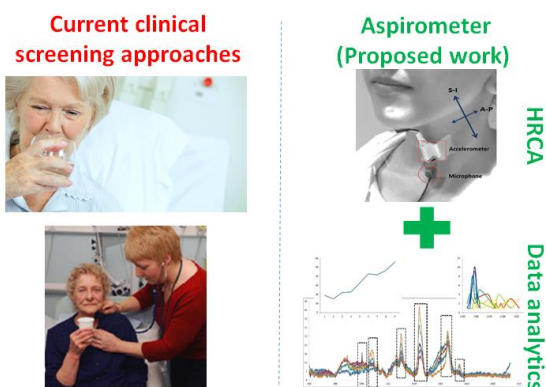 Current clinical
screening approaches
Aspirometer
(Proposed work)
S-I
A-P
Accelerometer
Microphone
HRCA
Data analytics